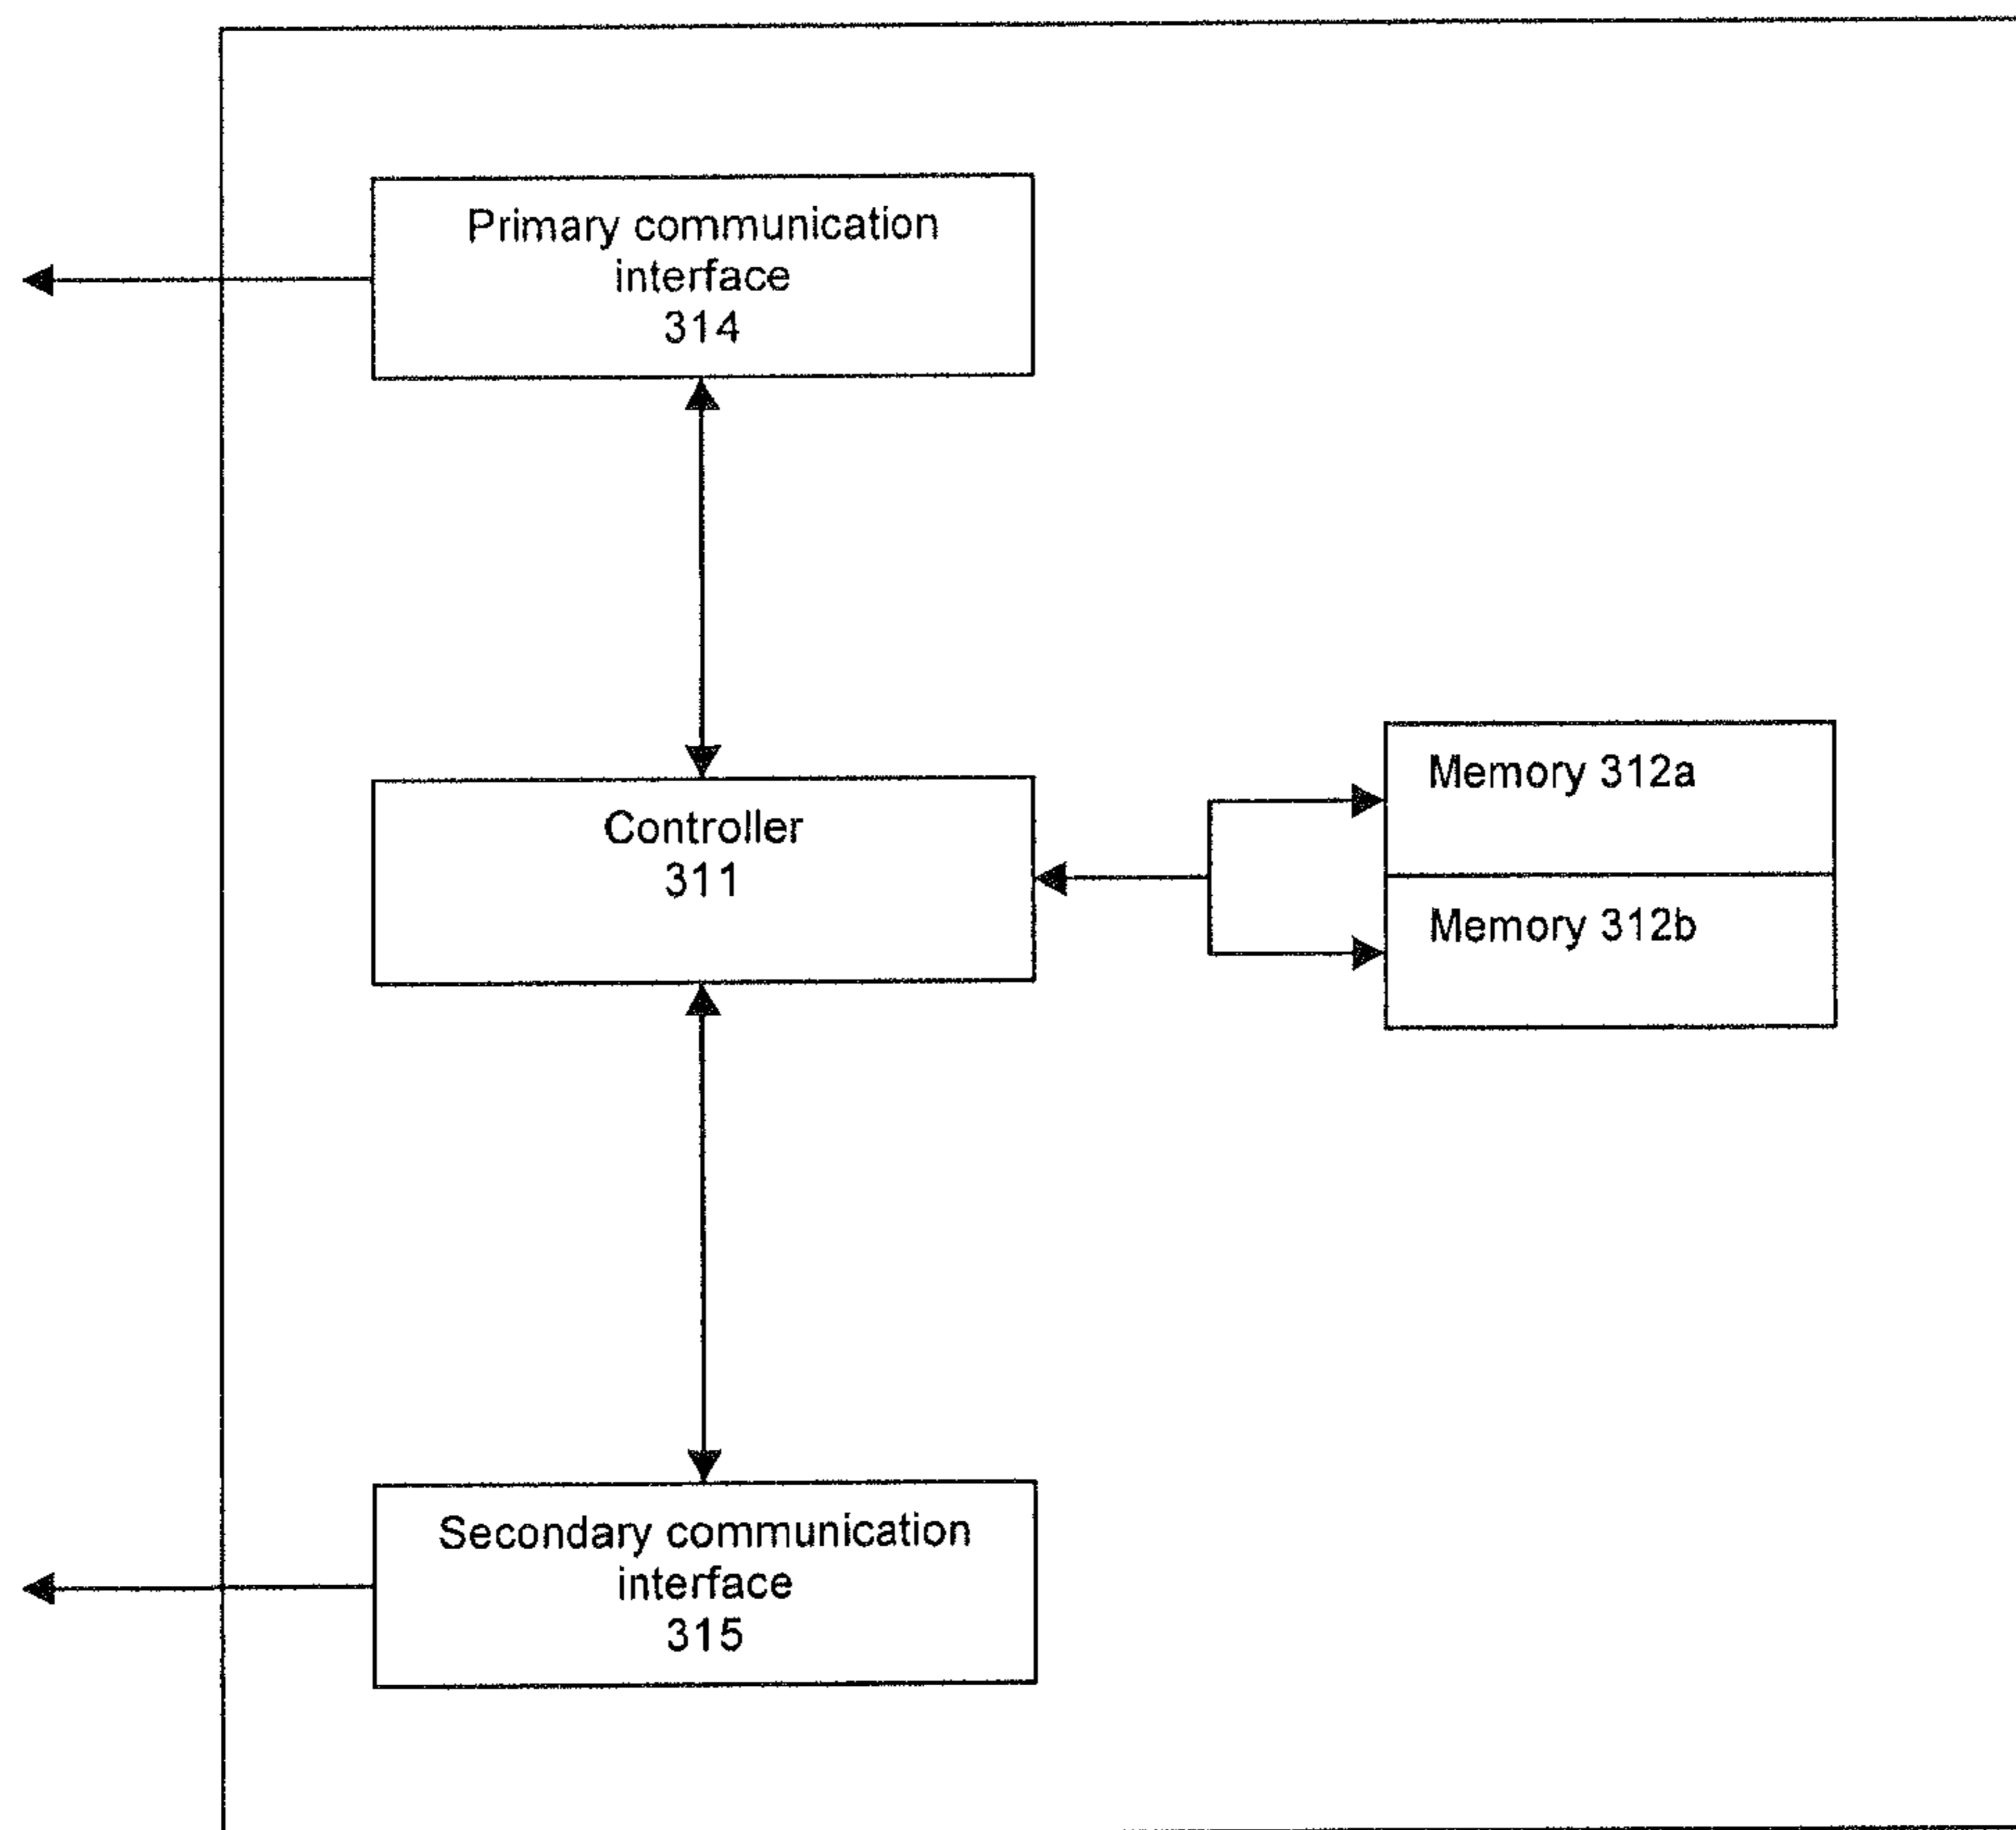 Primary communication
interface
314
Controller
311
Memory 312a
Memory 312b
Secondary communication
interface
315